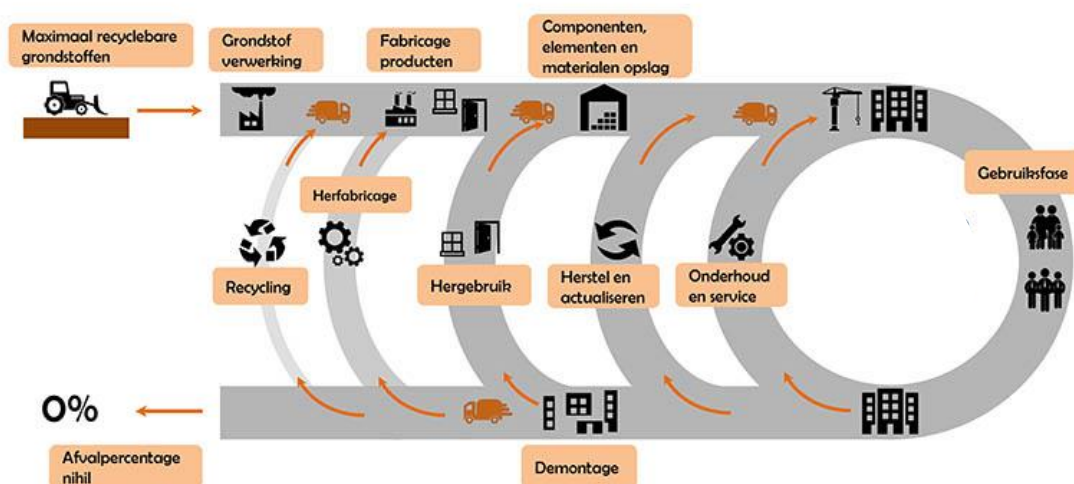 Maximaal recyclebare
grondstoffen
Grondstof
verwerking
Fabricage
producten
Componenten,
elementen en
materialen opslag
Gebruiksfase
Herfabricage
Recycling
Hergebruik
Herstel en
actualiseren
Onderhoud
en service
0%
Afvalpercentage
nihil
Demontage